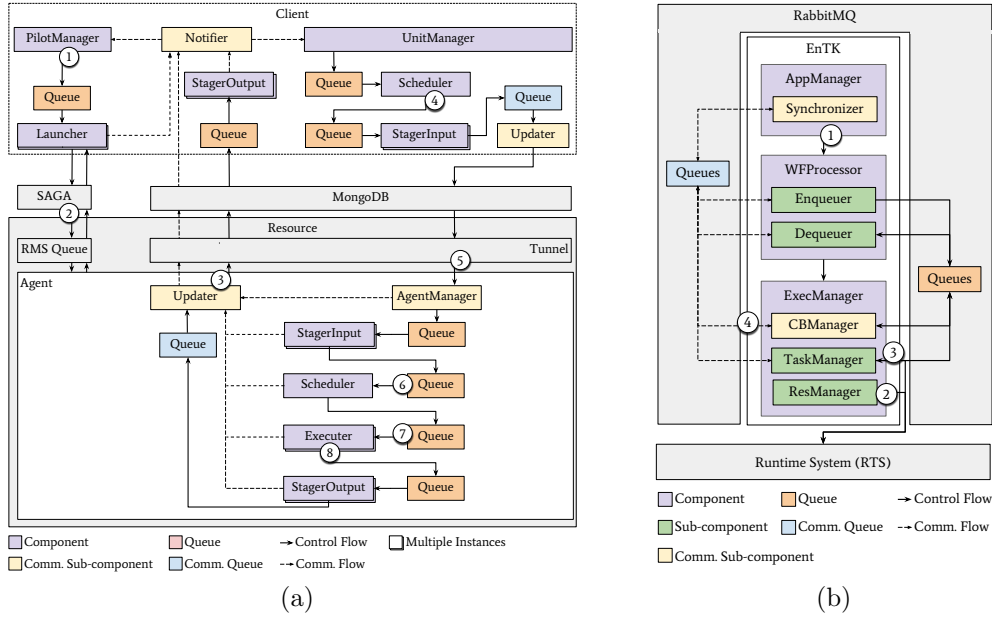 Client
PilotManager
Notifier
UnitManager
1
StagerOutput
Queue
Scheduler
Queue
Queue
4
Launcher
Queue
Queue
StagerInput
Updater
SAGA
MongoDB
2
Resource
RMS Queue
Tunnel
5
Agent
3
Updater
AgentManager
StagerInput
Queue
Queue
Scheduler
6
Queue
Executer
7
Queue
8
StagerOutput
Queue
Component
Queue
Control Flow
Multiple Instances
Comm. Sub-component
Comm. Queue
Comm. Flow
(a)
RabbitMQ
EnTK
AppManager
Synchronizer
1
Queues
WFProcessor
Enqueuer
Dequeuer
Queues
ExecManager
4
CBManager
3
TaskManager
ResManager
2
Runtime System (RTS)
Component
Queue
Control Flow
Sub-component
Comm. Queue
Comm. Flow
Comm. Sub-component
(b)